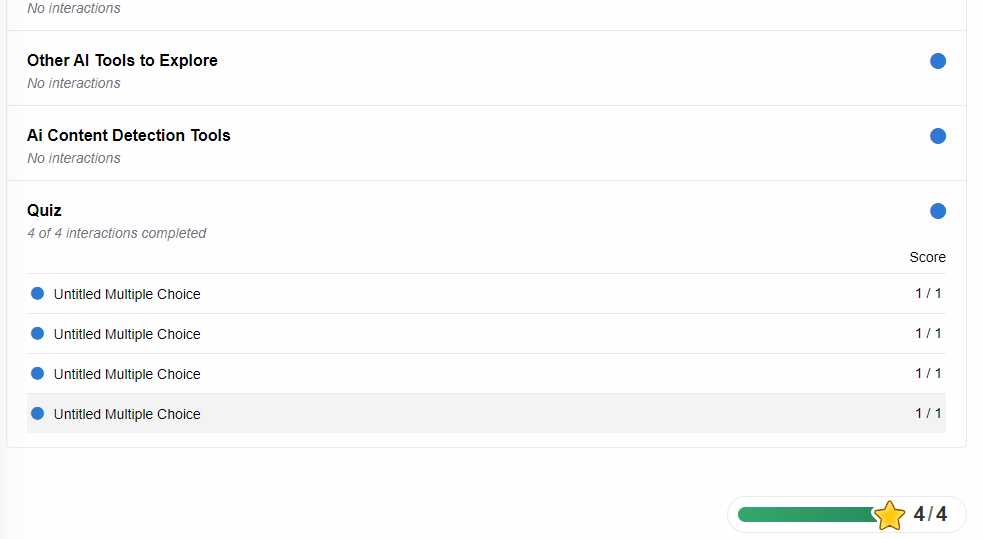 No interactions
Other AI Tools to Explore
No interactions
Ai Content Detection Tools
No interactions
Quiz
4 of 4 interactions completed
Score
Untitled Multiple Choice 1 / 1
Untitled Multiple Choice 1 / 1
Untitled Multiple Choice 1 / 1
Untitled Multiple Choice 1 / 1
4/4